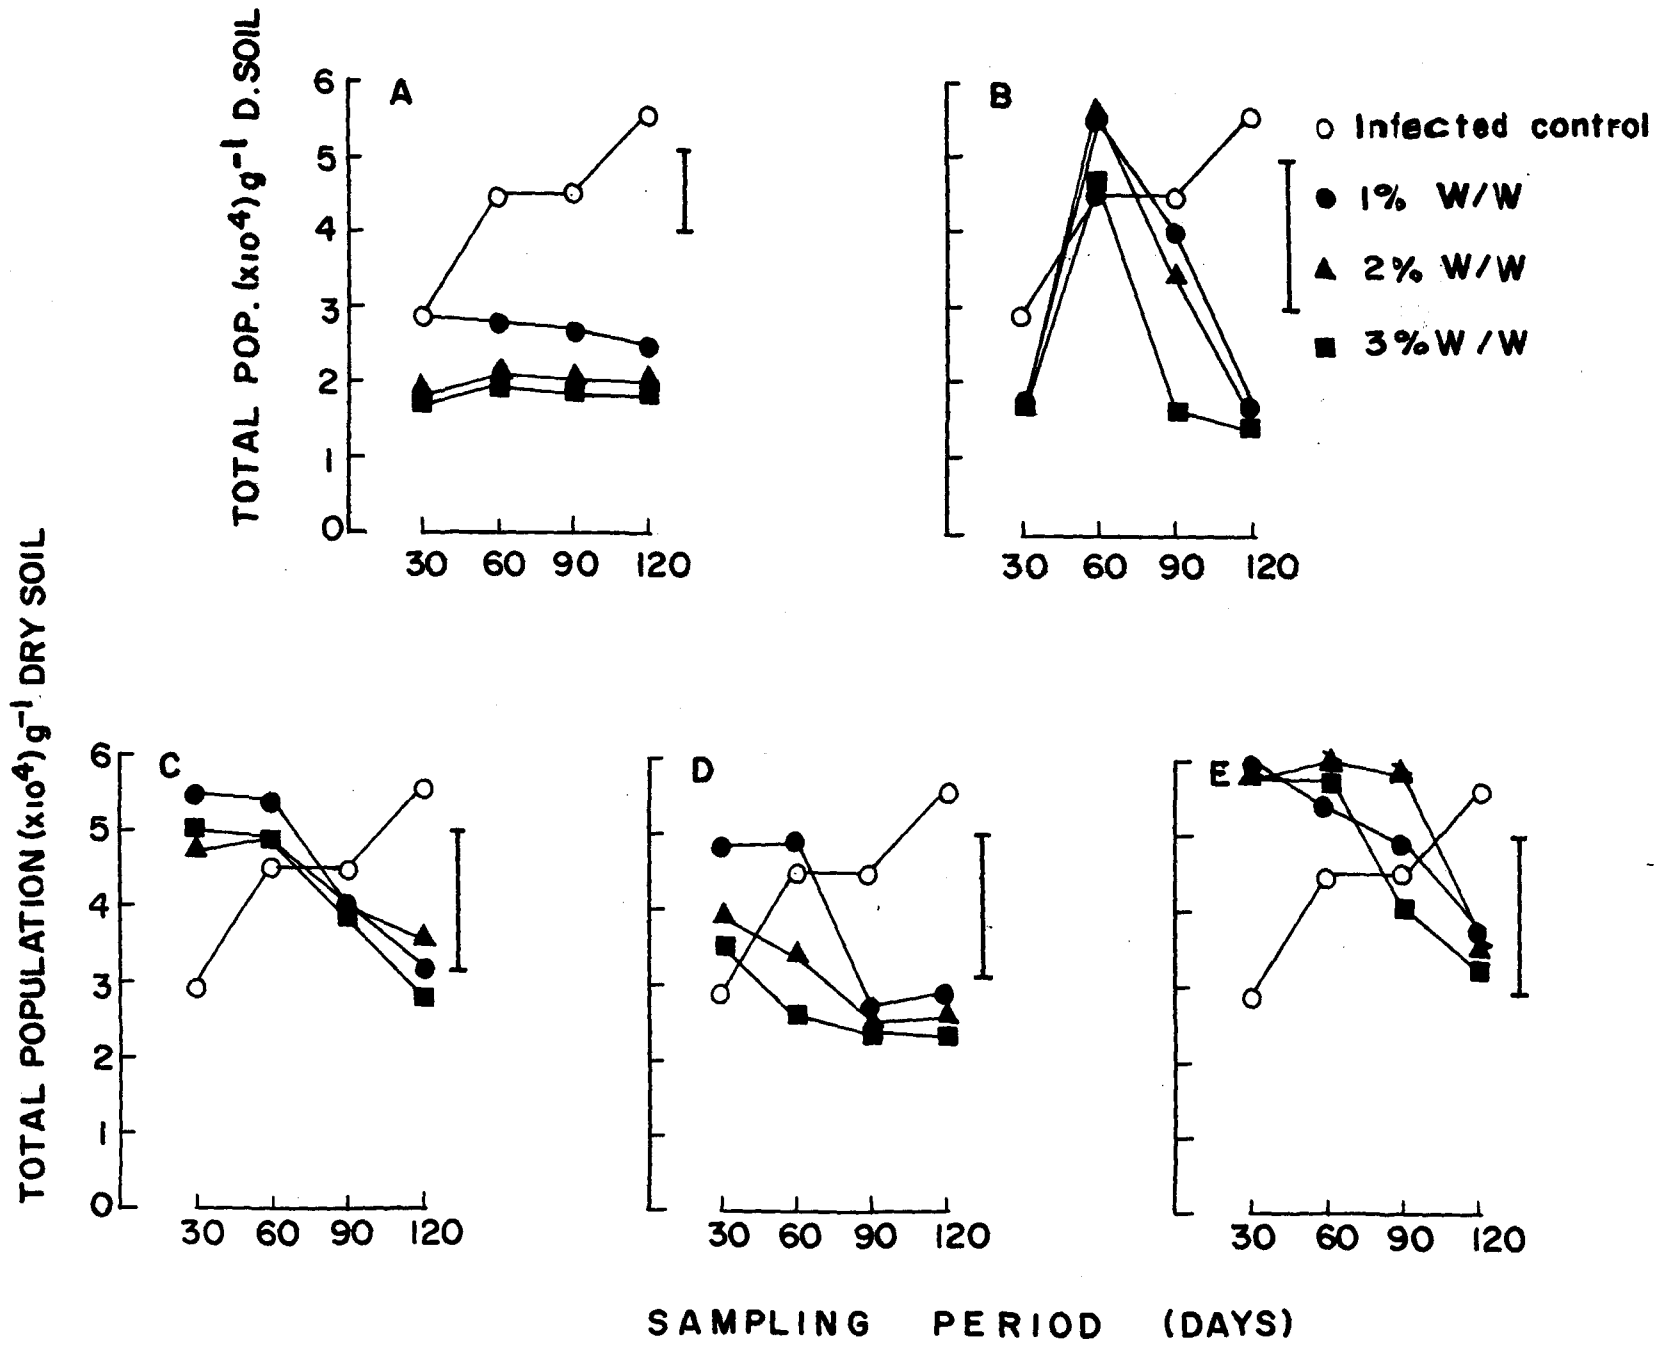 TOTAL POP. (x10⁴) g⁻¹ D.SOIL
A
6
5
4
3
2
1
0
30 60 90 120
B
30 60 90 120
Infected control
1% W/W
2% W/W
3% W/W
TOTAL POPULATION (x10⁴) g⁻¹ DRY SOIL
C
6
5
4
3
2
1
0
30 60 90 120
D
30 60 90 120
E
30 60 90 120
SAMPLING PERIOD (DAYS)